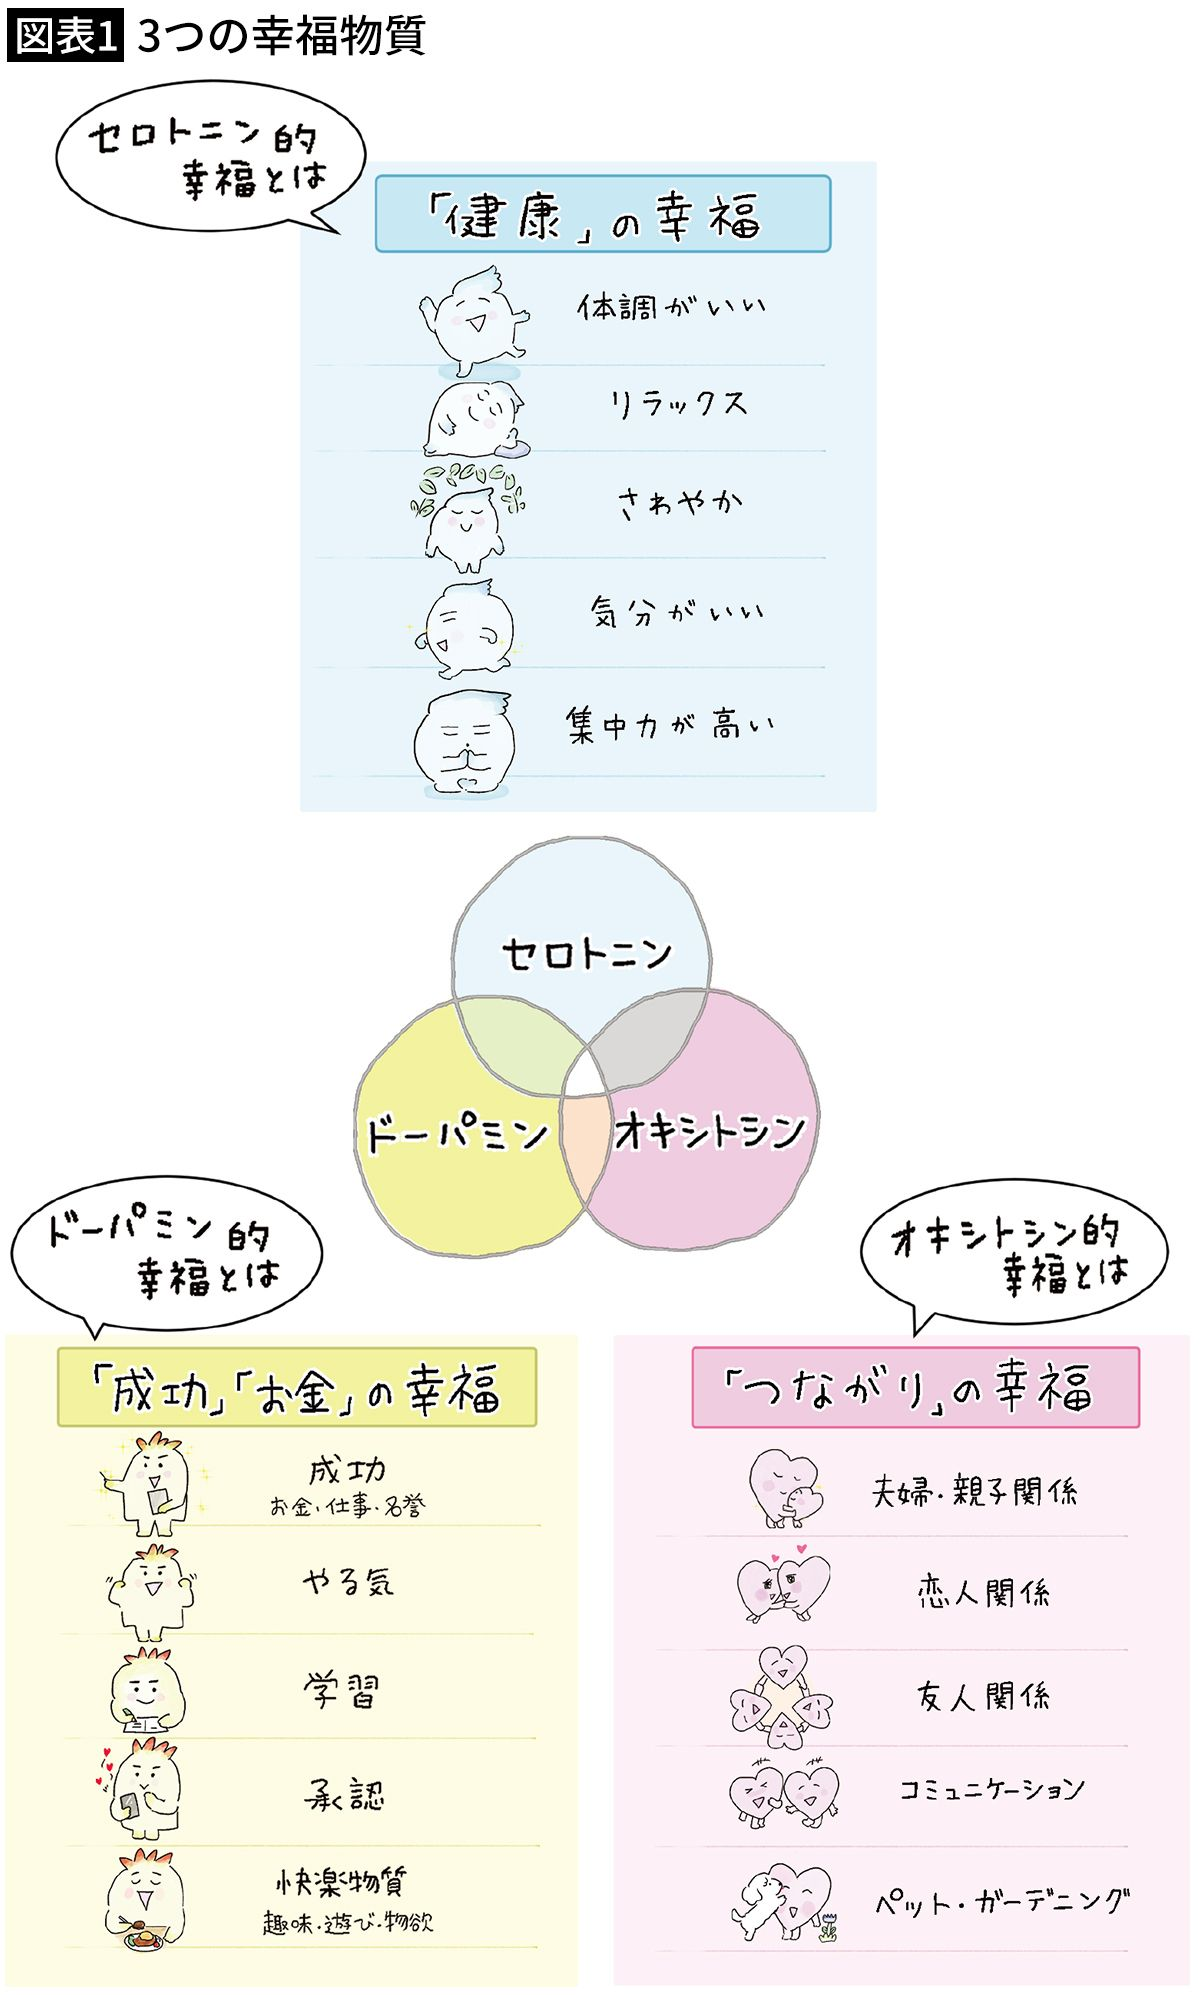 図表1 3つの幸福物質
セロトニン的
幸福とは
「健康」の幸福
体調がいい
リラックス
さわやか
気分がいい
集中力が高い
セロトニン
ドーパミン
オキシトシン
ドーパミン的
幸福とは
「成功」「お金」の幸福
成功
お金・仕事・名誉
やる気
学習
承認
快楽物質
趣味・遊び・物欲
オキシトシン的
幸福とは
「つながり」の幸福
夫婦・親子関係
恋人関係
友人関係
コミュニケーション
ペット・ガーデニング